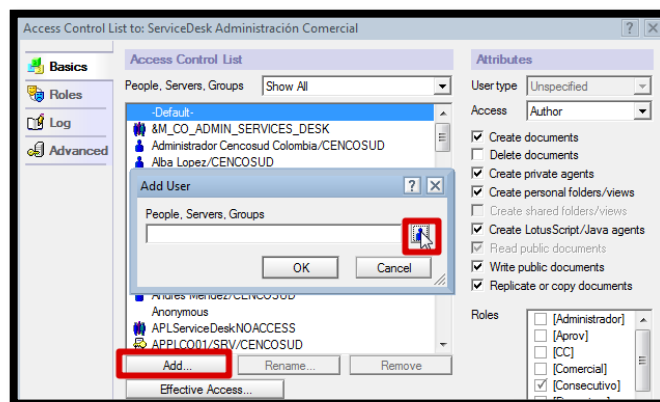 Access Control List to: ServiceDesk Administración Comercial
Basics
Roles
Log
Advanced
Access Control List
People, Servers, Groups
Show All
-Default-
&M_CO_ADMIN_SERVICES_DESK
Administrador Cencosud Colombia/CENCOSUD
Alba Lopez/CENCOSUD
Add User
People, Servers, Groups
OK
Cancel
Andres Mendez/CENCOSUD
Anonymous
APLServiceDeskNOACCESS
APPLCO01/SRV/CENCOSUD
Add...
Rename...
Remove
Effective Access...
Attributes
User type
Unspecified
Access
Author
Create documents
Delete documents
Create private agents
Create personal folders/views
Create shared folders/views
Create LotusScript/Java agents
Read public documents
Write public documents
Replicate or copy documents
Roles
[Administrador]
[Aprov]
[CC]
[Comercial]
[Consecutivo]